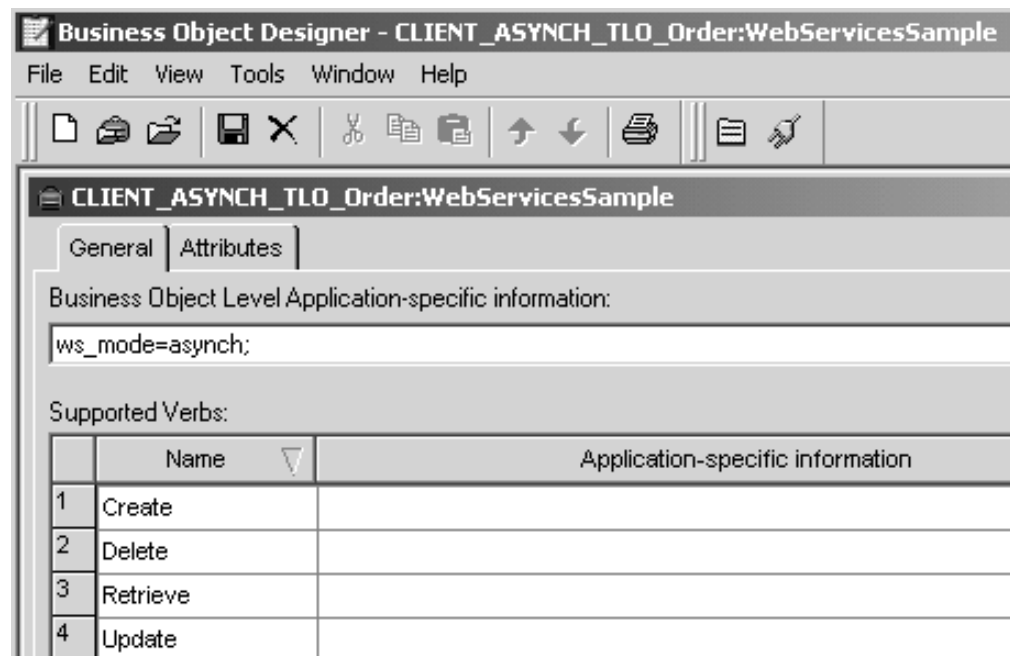 Business Object Designer - CLIENT_ASYNCH_TLO_Order:WebServicesSample
File Edit View Tools Window Help
CLIENT_ASYNCH_TLO_Order:WebServicesSample
General Attributes
Business Object Level Application-specific information:
ws_mode=asynch;
Supported Verbs:
Name Application-specific information
1 Create
2 Delete
3 Retrieve
4 Update